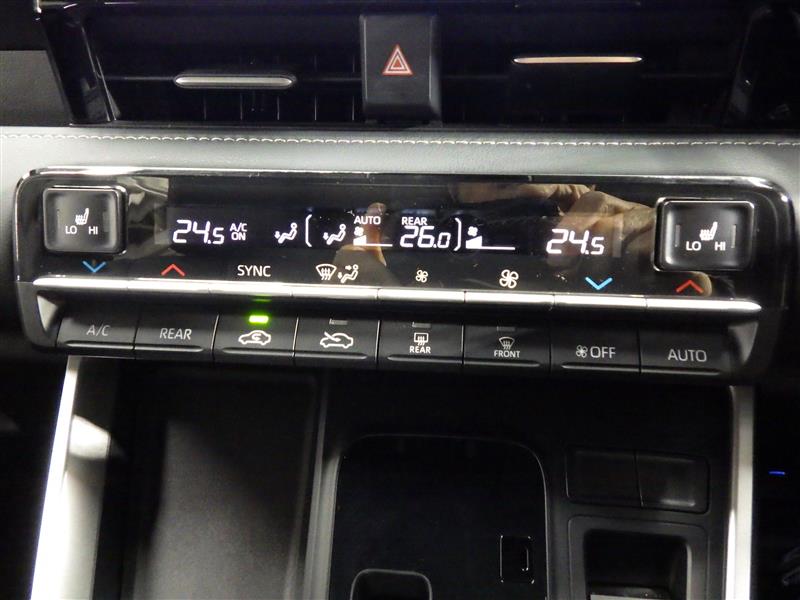 LO HI
24.5 A/C ON
AUTO
REAR
26.0
24.5
LO HI
SYNC
A/C
REAR
REAR
FRONT
OFF
AUTO